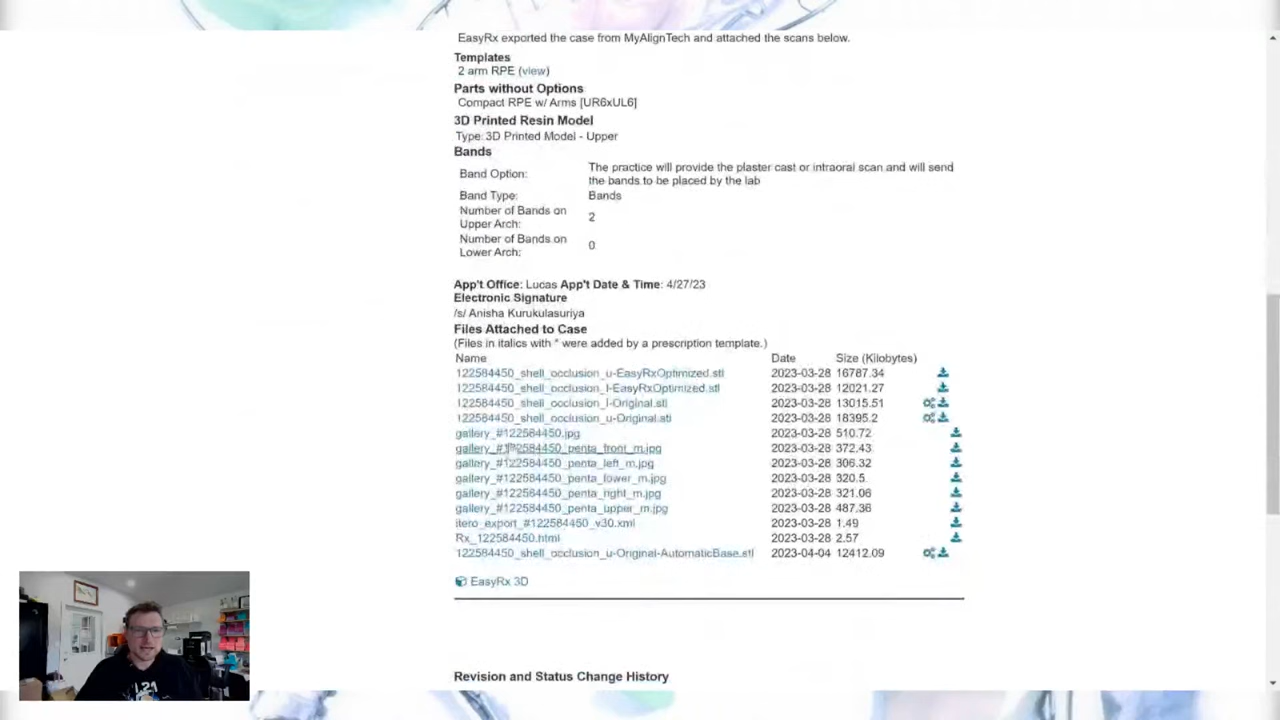 EasyRx exported the case from MyAlignTech and attached the scans below.
Templates
2 arm RPE (view)
Parts without Options
Compact RPE w/ Arms [UR6xUL6]
3D Printed Resin Model
Type: 3D Printed Model - Upper
Bands
Band Option: The practice will provide the plaster cast or intraoral scan and will send
the bands to be placed by the lab
Band Type: Bands
Number of Bands on
Upper Arch: 2
Number of Bands on
Lower Arch: 0
App't Office: Lucas App't Date & Time: 4/27/23
Electronic Signature
/s/ Anisha Kurukulasuriya
Files Attached to Case
(Files in italics with * were added by a prescription template.)
Name Date Size (Kilobytes)
122584450_shell_occlusion_u-EasyRxOptimized.stl 2023-03-28 16787.34
122584450_shell_occlusion_l-EasyRxOptimized.stl 2023-03-28 12021.27
122584450_shell_occlusion_l-Original.stl 2023-03-28 13015.51
122584450_shell_occlusion_u-Original.stl 2023-03-28 18395.2
gallery_#122584450.jpg 2023-03-28 510.72
gallery_#122584450_penta_front_m.jpg 2023-03-28 372.43
gallery_#122584450_penta_left_m.jpg 2023-03-28 306.32
gallery_#122584450_penta_lower_m.jpg 2023-03-28 320.5
gallery_#122584450_penta_right_m.jpg 2023-03-28 321.06
gallery_#122584450_penta_upper_m.jpg 2023-03-28 487.36
itero_export_#122584450_v30.xml 2023-03-28 1.49
Rx_122584450.html 2023-03-28 2.57
122584450_shell_occlusion_u-Original-AutomaticBase.stl 2023-04-04 12412.09
EasyRx 3D
Revision and Status Change History